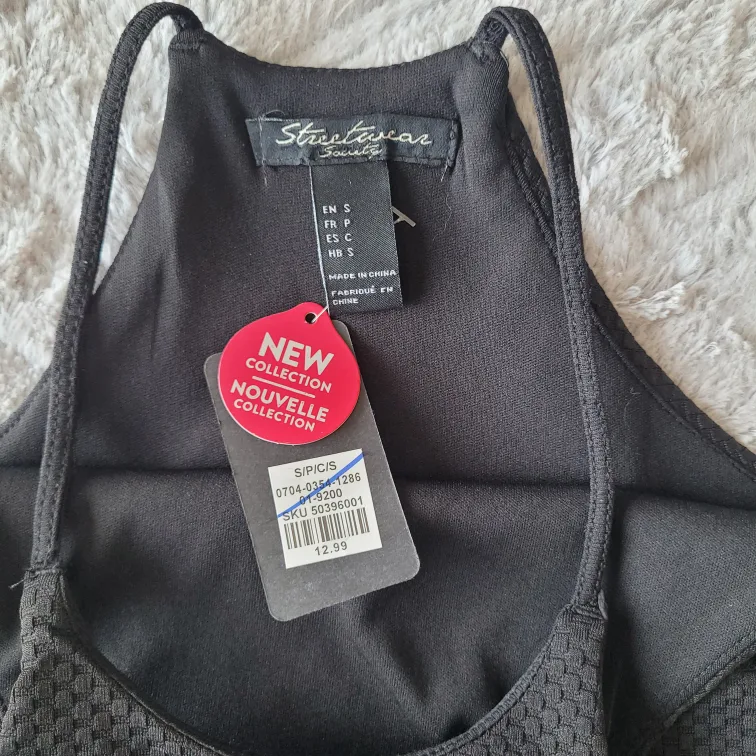 Streetwear
Society
EN S
FR P
ES C
HB S
MADE IN CHINA
FABRIQUÉ EN
CHINE
NEW
COLLECTION
NOUVELLE
COLLECTION
S/P/C/S
0704-0354-1286
01-9200
SKU 50396001
12.99